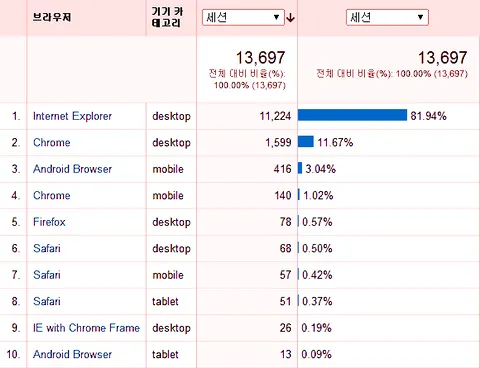 브라우저 기기 카테고리 세션 세션
13,697 13,697
전체 대비 비율(%): 전체 대비 비율(%): 100.00% (13,697)
100.00% (13,697)
1. Internet Explorer desktop 11,224 81.94%
2. Chrome desktop 1,599 11.67%
3. Android Browser mobile 416 3.04%
4. Chrome mobile 140 1.02%
5. Firefox desktop 78 0.57%
6. Safari desktop 68 0.50%
7. Safari mobile 57 0.42%
8. Safari tablet 51 0.37%
9. IE with Chrome Frame desktop 26 0.19%
10. Android Browser tablet 13 0.09%